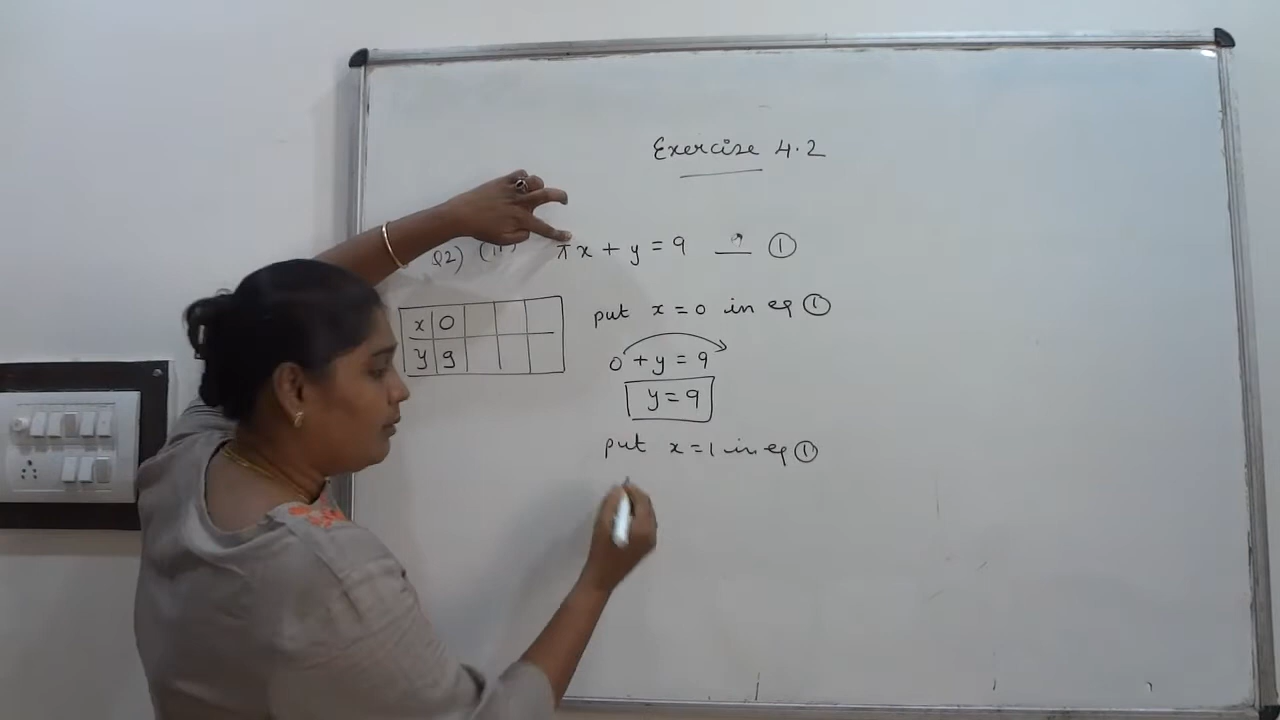 Exercise 4.2
Q2) (ii) πx + y = 9 — ①
x 0
y 9
put x = 0 in eq ①
0 + y = 9
y = 9
put x = 1 in eq ①